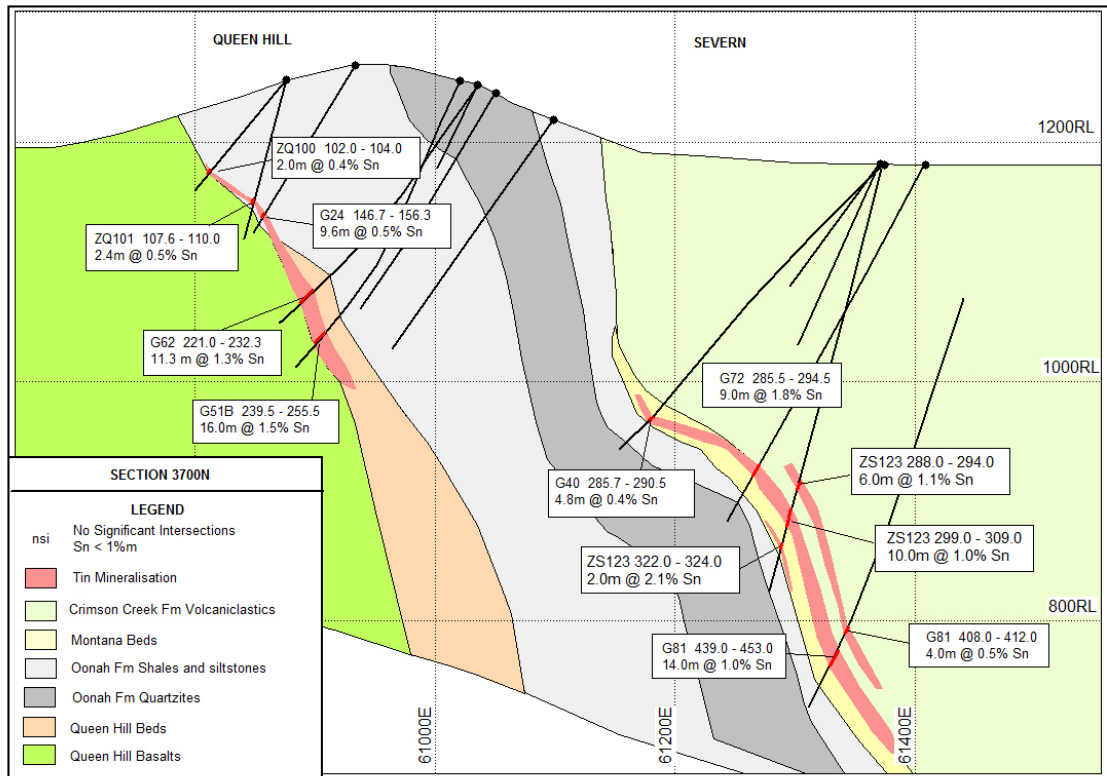 QUEEN HILL
SEVERN
1200RL
ZQ100 102.0 - 104.0
2.0m @ 0.4% Sn
G24 146.7 - 156.3
9.6m @ 0.5% Sn
ZQ101 107.6 - 110.0
2.4m @ 0.5% Sn
G62 221.0 - 232.3
11.3 m @ 1.3% Sn
1000RL
G72 285.5 - 294.5
9.0m @ 1.8% Sn
G51B 239.5 - 255.5
16.0m @ 1.5% Sn
G40 285.7 - 290.5
4.8m @ 0.4% Sn
ZS123 288.0 - 294.0
6.0m @ 1.1% Sn
ZS123 299.0 - 309.0
10.0m @ 1.0% Sn
ZS123 322.0 - 324.0
2.0m @ 2.1% Sn
800RL
G81 439.0 - 453.0
14.0m @ 1.0% Sn
G81 408.0 - 412.0
4.0m @ 0.5% Sn
61000E
61200E
61400E
SECTION 3700N
LEGEND
nsi No Significant Intersections
Sn < 1%m
Tin Mineralisation
Crimson Creek Fm Volcaniclastics
Montana Beds
Oonah Fm Shales and siltstones
Oonah Fm Quartzites
Queen Hill Beds
Queen Hill Basalts